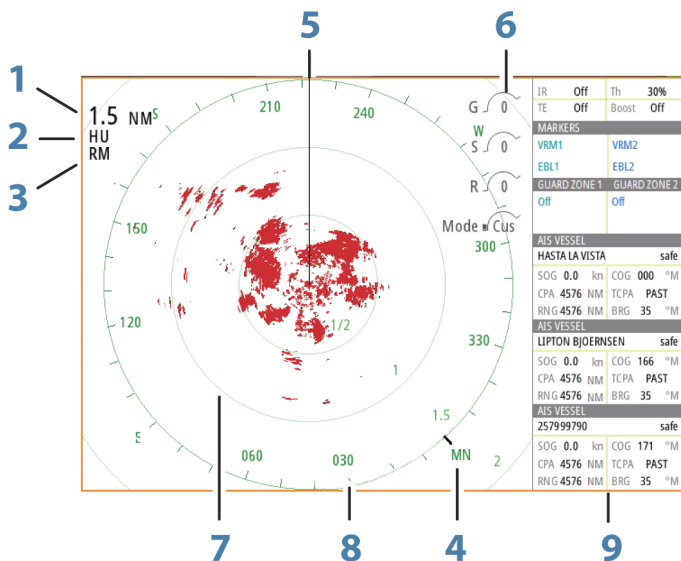 5
6
1
2
3
1.5 NM
HU
RM
S
210
240
W
300
330
MN
030
060
E
120
150
1/2
1
1.5
2
G 0
S 0
R 0
Mode Cus
IR Off Th 30%
TE Off Boost Off
MARKERS
VRM1 VRM2
EBL1 EBL2
GUARD ZONE 1 GUARD ZONE 2
Off Off
AIS VESSEL
HASTA LA VISTA safe
SOG 0.0 kn COG 000 °M
CPA 4576 NM TCPA PAST
RNG 4576 NM BRG 35 °M
AIS VESSEL
LIPTON BJOERNSEN safe
SOG 0.0 kn COG 166 °M
CPA 4576 NM TCPA PAST
RNG 4576 NM BRG 35 °M
AIS VESSEL
257999790 safe
SOG 0.0 kn COG 171 °M
CPA 4576 NM TCPA PAST
RNG 4576 NM BRG 35 °M
7
8
4
9